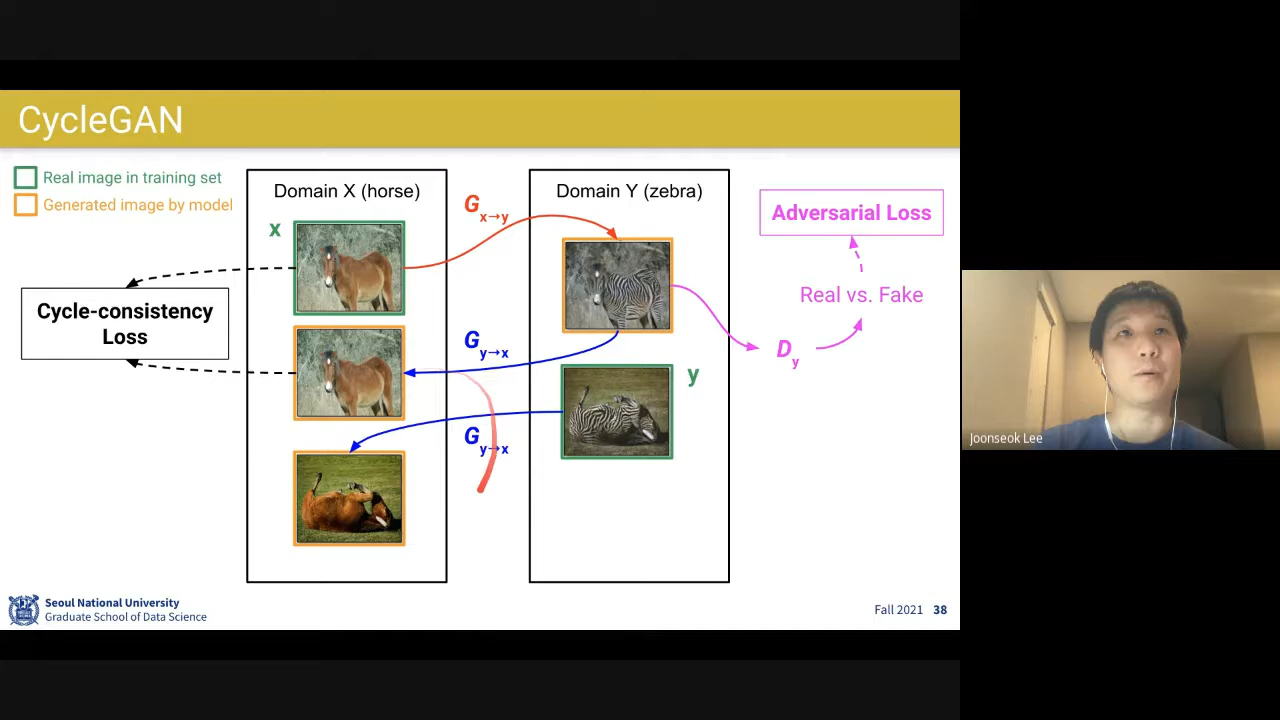 CycleGAN
Real image in training set
Generated image by model
Domain X (horse)
x
G x→y
Domain Y (zebra)
Adversarial Loss
Real vs. Fake
D y
Cycle-consistency
Loss
G y→x
y
G y→x
Seoul National University
Graduate School of Data Science
Fall 2021 38
Joonseok Lee